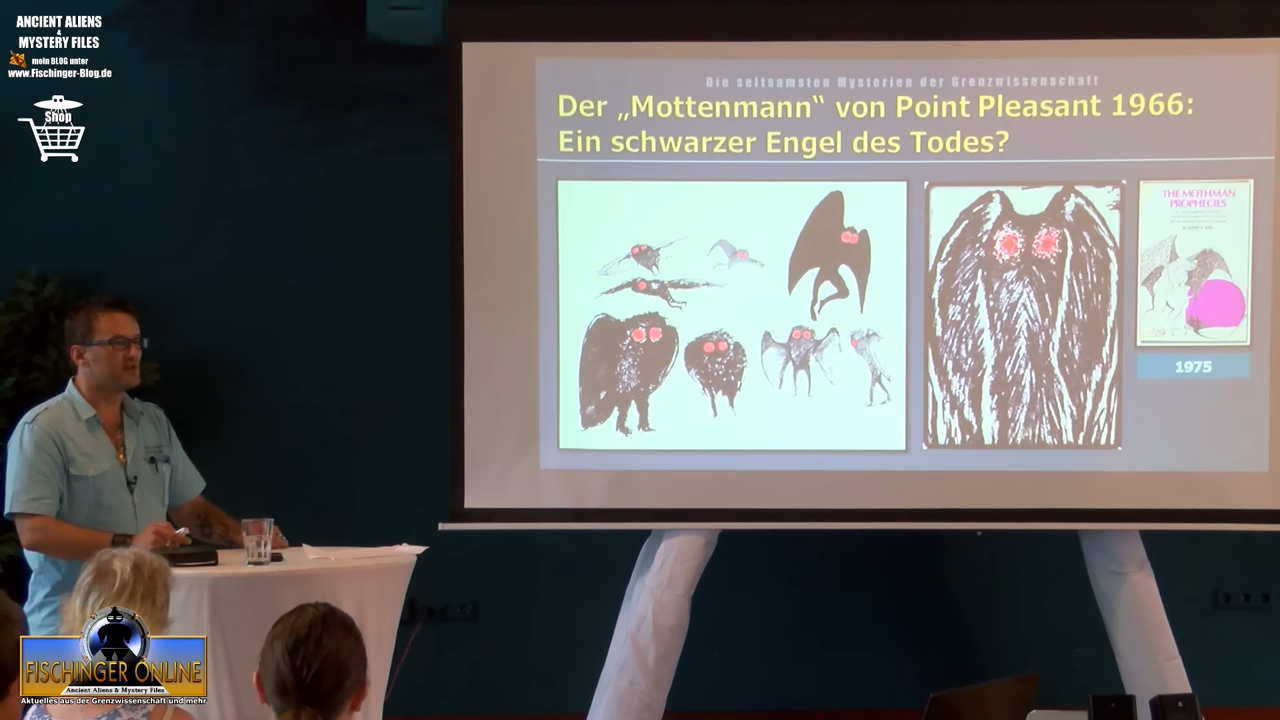 ANCIENT ALIENS
&
MYSTERY FILES
mein BLOG unter
www.Fischinger-Blog.de
Shop
Die seltsamsten Mysterien der Grenzwissenschaft
Der „Mottenmann“ von Point Pleasant 1966:
Ein schwarzer Engel des Todes?
THE MOTHMAN
PROPHECIES
1975
FISCHINGER ONLINE
Ancient Aliens & Mystery Files
Aktuelles aus der Grenzwissenschaft und mehr